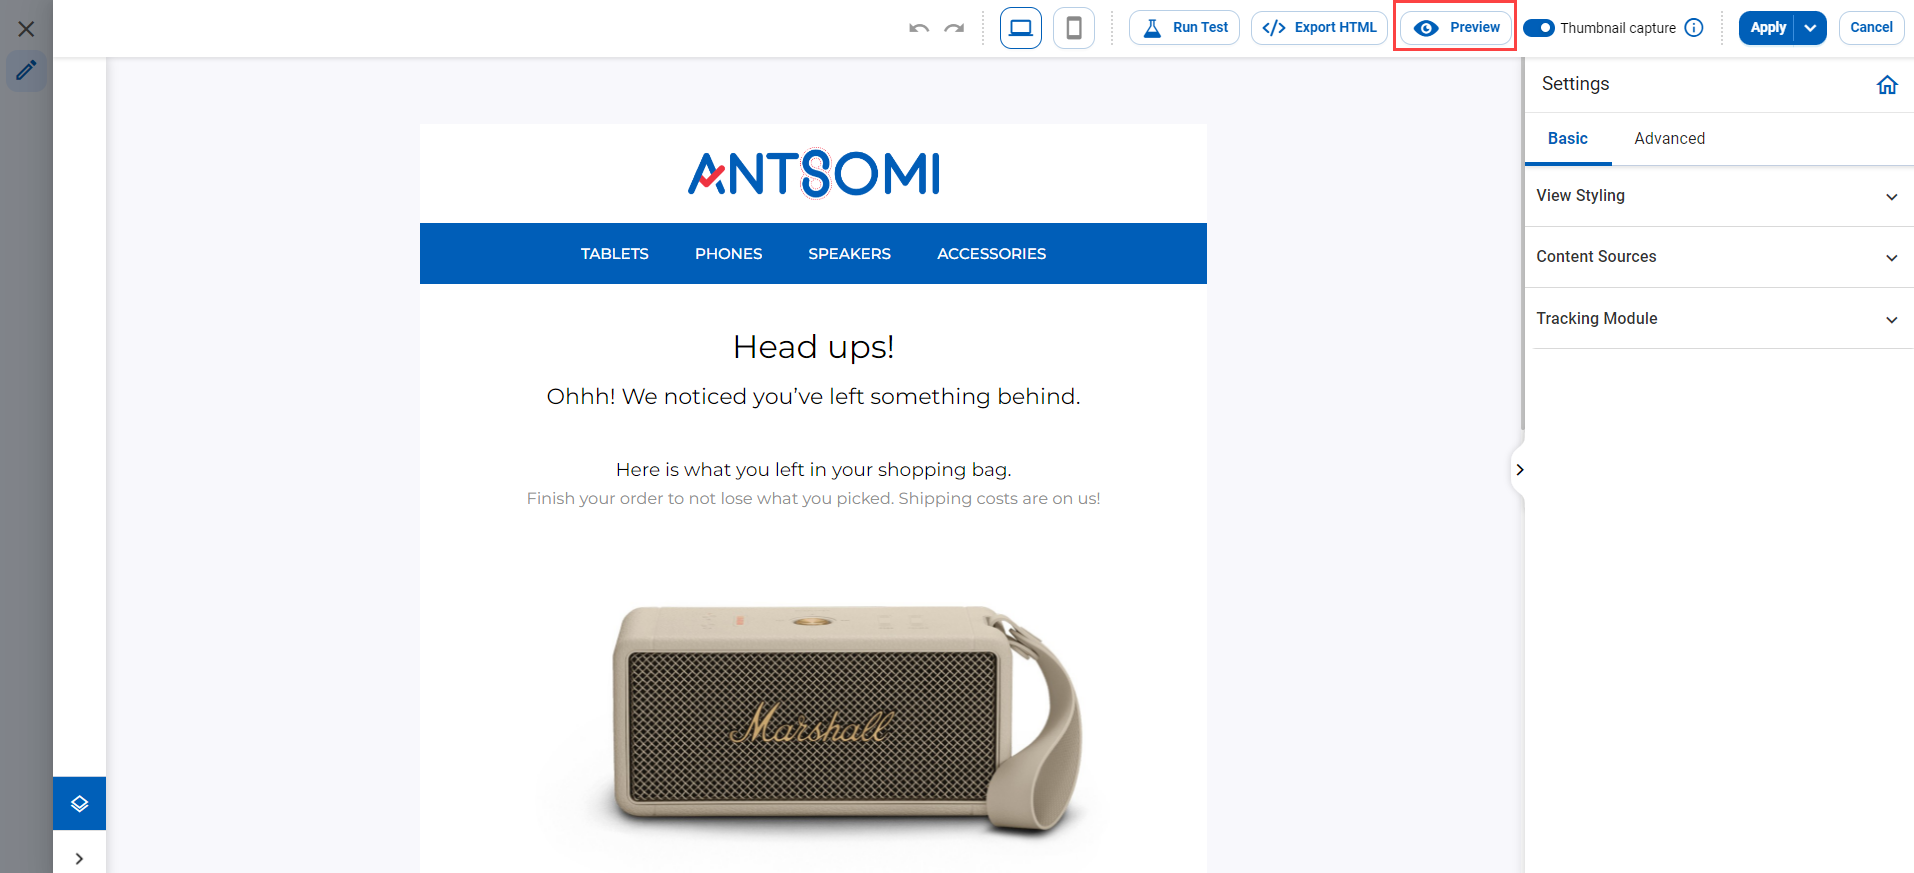 Run Test
</> Export HTML
Preview
Thumbnail capture
Apply
Cancel
Settings
Basic
Advanced
View Styling
Content Sources
Tracking Module
ANTSOMI
TABLETS PHONES SPEAKERS ACCESSORIES
Head ups!
Ohhh! We noticed you’ve left something behind.
Here is what you left in your shopping bag.
Finish your order to not lose what you picked. Shipping costs are on us!
Marshall